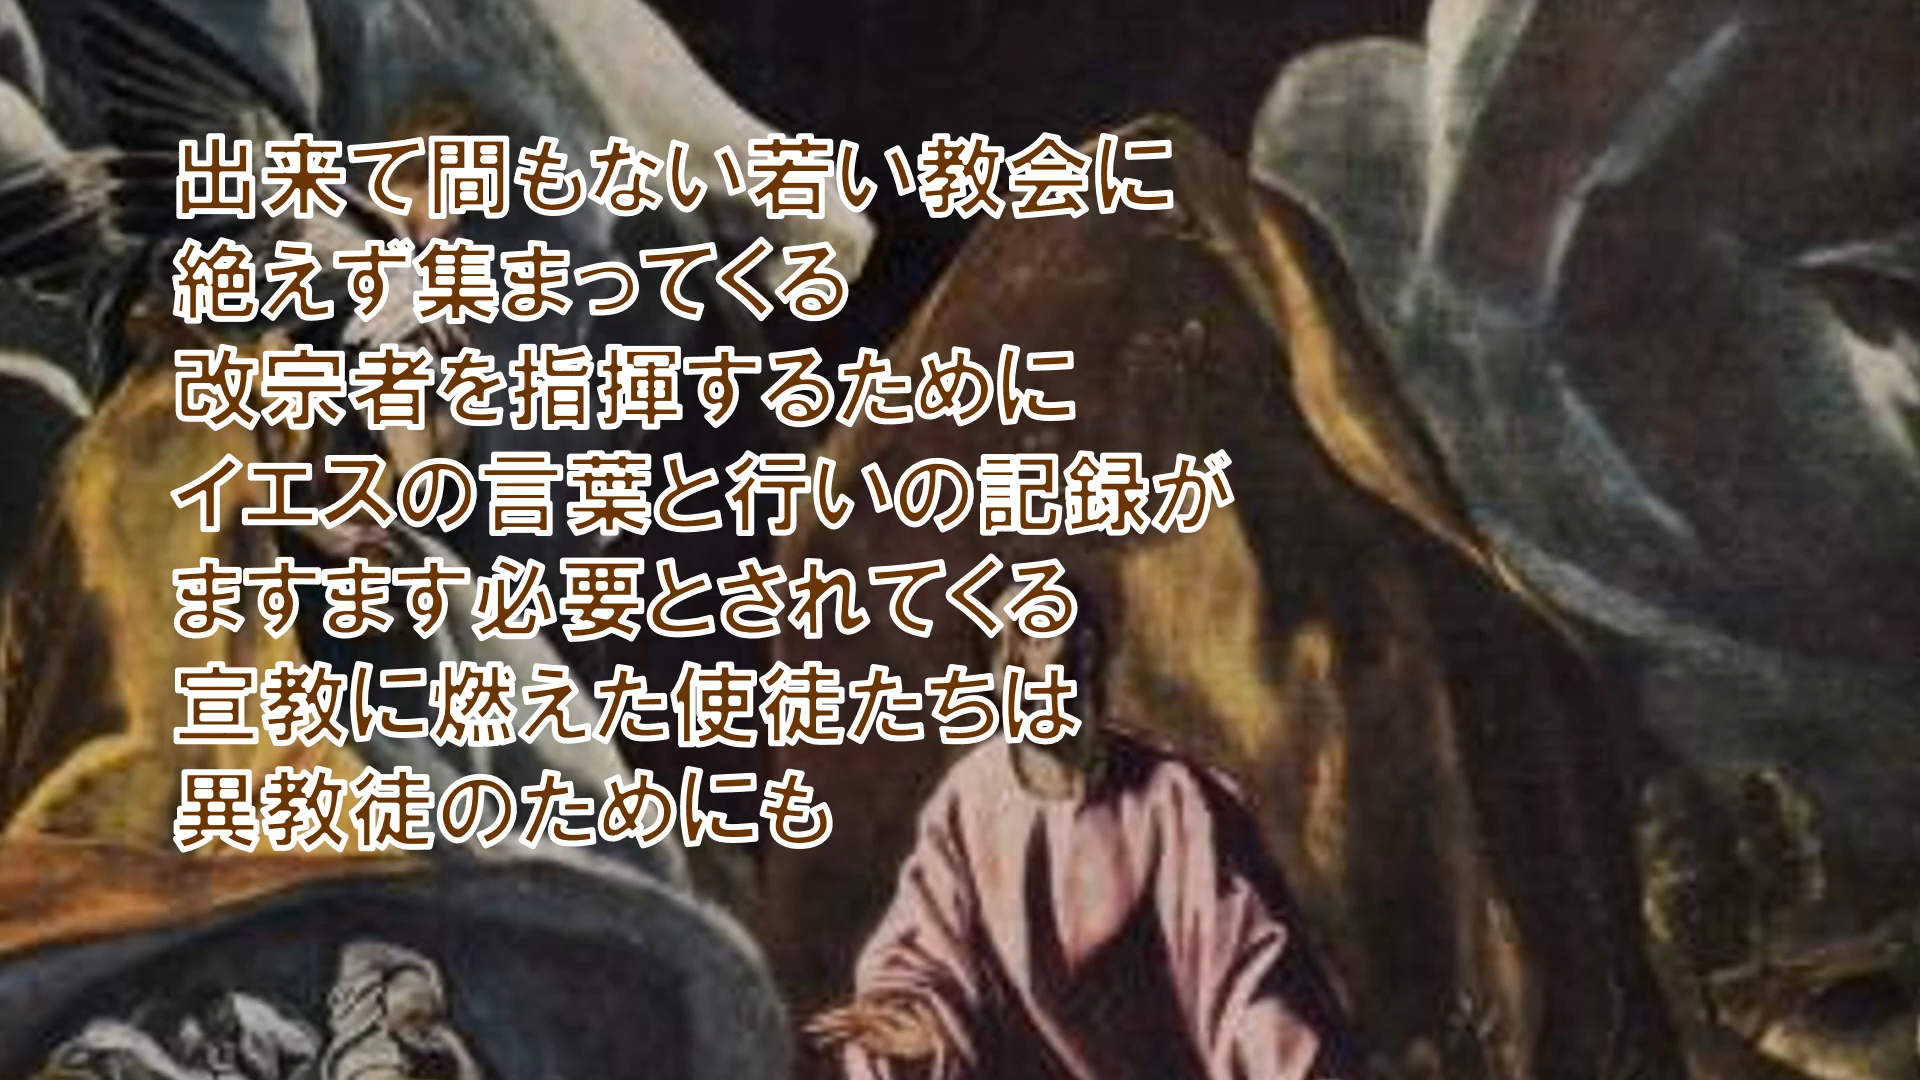 出来て間もない若い教会に
絶えず集まってくる
改宗者を指揮するために
イエスの言葉と行いの記録が
ますます必要とされてくる
宣教に燃えた使徒たちは
異教徒のためにも